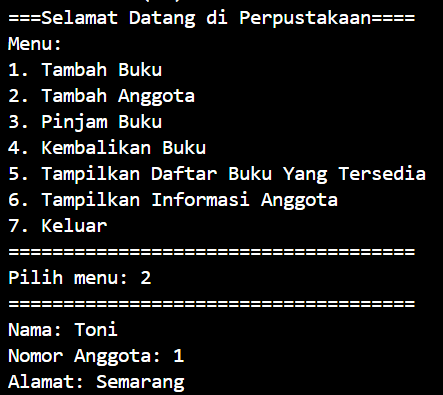 ===Selamat Datang di Perpustakaan====
Menu:
1. Tambah Buku
2. Tambah Anggota
3. Pinjam Buku
4. Kembalikan Buku
5. Tampilkan Daftar Buku Yang Tersedia
6. Tampilkan Informasi Anggota
7. Keluar
=====================================
Pilih menu: 2
=====================================
Nama: Toni
Nomor Anggota: 1
Alamat: Semarang